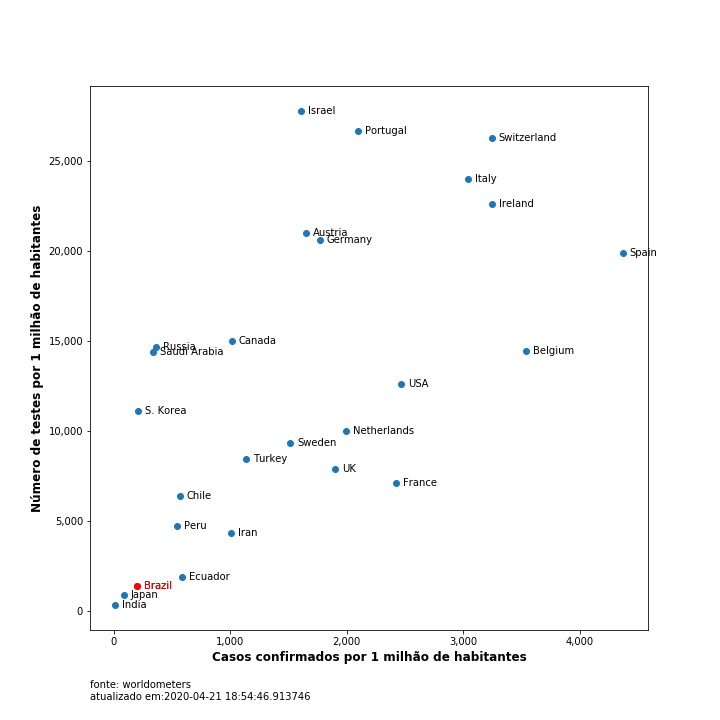 Israel
Portugal
Switzerland
25,000
Italy
Ireland
Austria
Germany
20,000
Spain
15,000
Canada
Russia
Saudi Arabia
Belgium
USA
S. Korea
10,000
Netherlands
Sweden
Turkey
UK
France
Chile
5,000
Peru
Iran
Ecuador
Brazil
Japan
India
0
0 1,000 2,000 3,000 4,000
Número de testes por 1 milhão de habitantes
Casos confirmados por 1 milhão de habitantes
fonte: worldometers
atualizado em:2020-04-21 18:54:46.913746